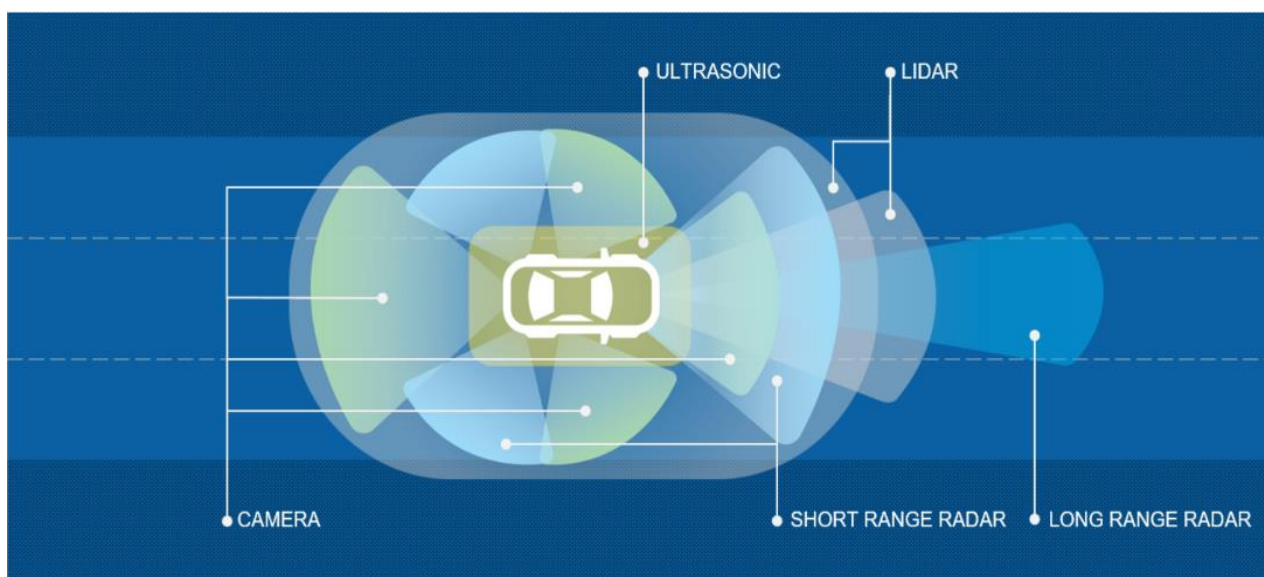 ULTRASONIC
LIDAR
CAMERA
SHORT RANGE RADAR
LONG RANGE RADAR